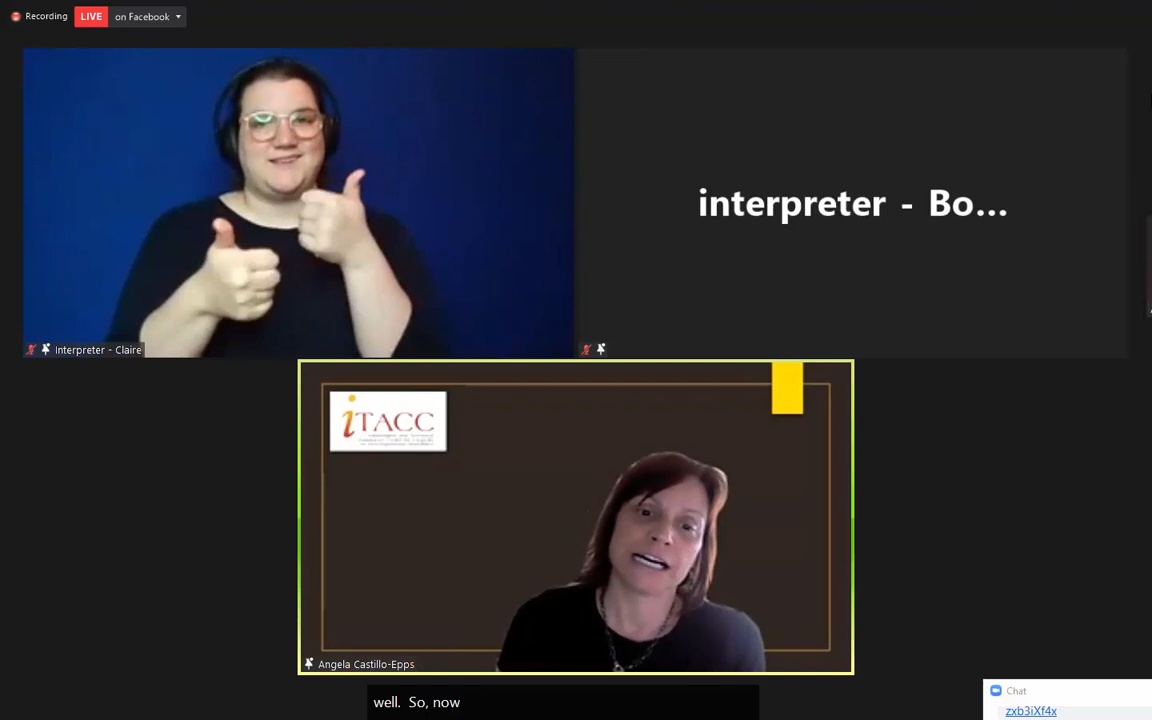 Recording
LIVE on Facebook
interpreter - Bo...
Interpreter - Claire
iTACC
Angela Castillo-Epps
well. So, now
Chat
zxb3iXf4x